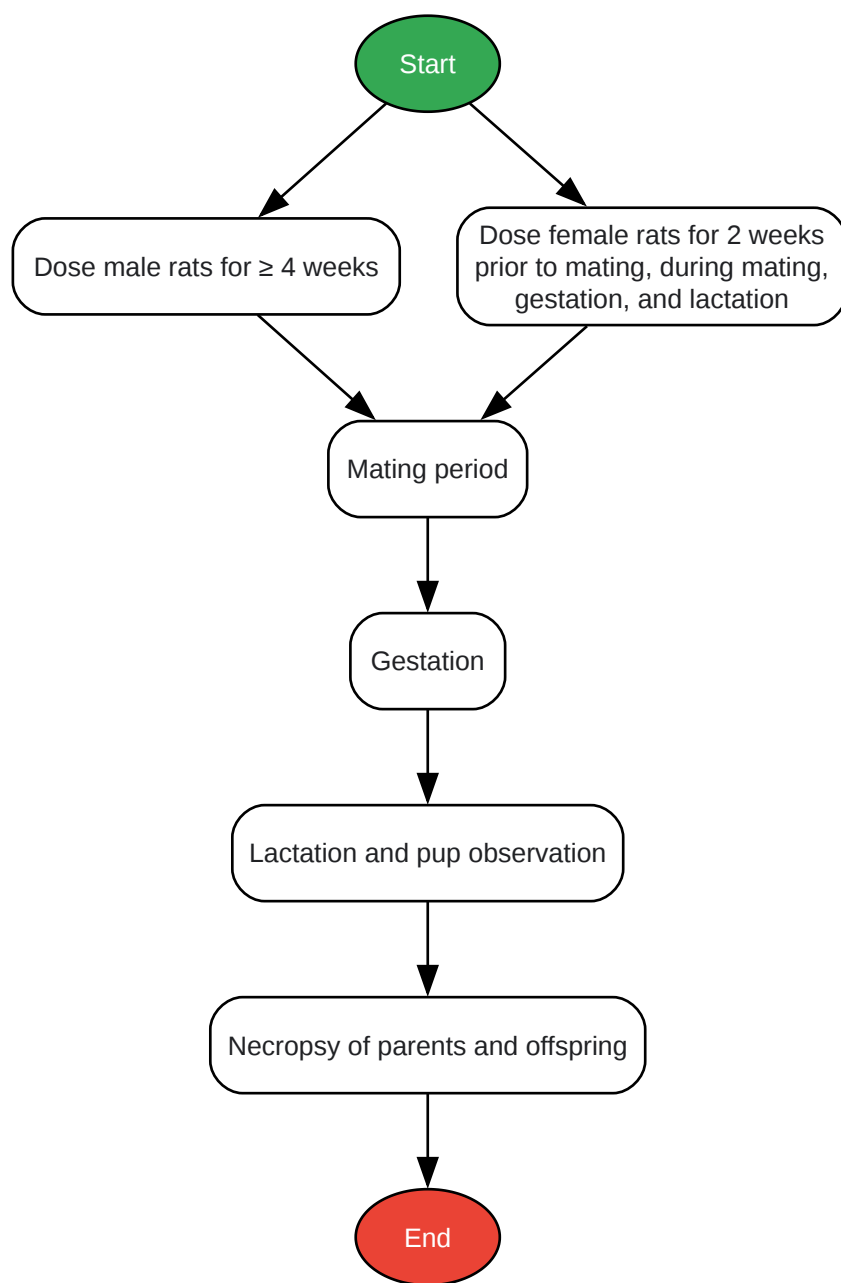 Start
Dose male rats for ≥ 4 weeks
Dose female rats for 2 weeks
prior to mating, during mating,
gestation, and lactation
Mating period
Gestation
Lactation and pup observation
Necropsy of parents and offspring
End